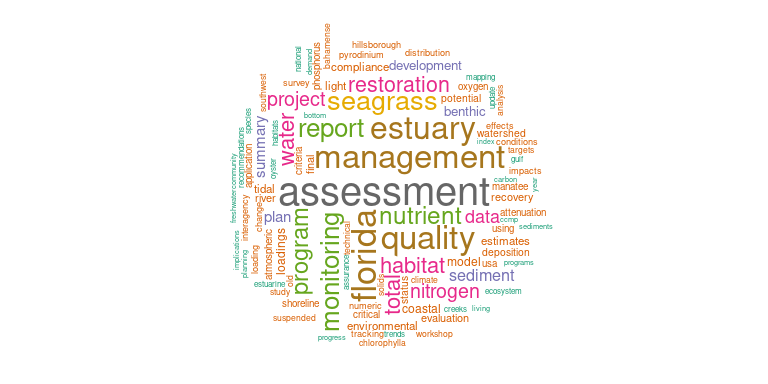 hillsborough
bahamense
pyrodinium
distribution
national
demand
phosphorus
compliance
development
mapping
southwest
survey
light
restoration
oxygen
update
analysis
project
seagrass
potential
bottom
benthic
species
habitats
water
report
estuary
effects
watershed
index
conditions
recommendations
summary
criteria
final
management
targets
gulf
community
application
oyster
impacts
carbon
year
tidal
assessment
manatee
recovery
freshwater
river
interagency
change
plan
nutrient
data
attenuation
ccmp
using
sediments
program
monitoring
florida
quality
estimates
deposition
implications
planning
loading
atmospheric
loadings
technical
assurance
habitat
model
usa
programs
old
solids
climate
sediment
estuarine
study
total
status
nitrogen
ecosystem
shoreline
numeric
critical
coastal
creeks
living
suspended
environmental
evaluation
progress
tracking
trends
workshop
chlorophylla